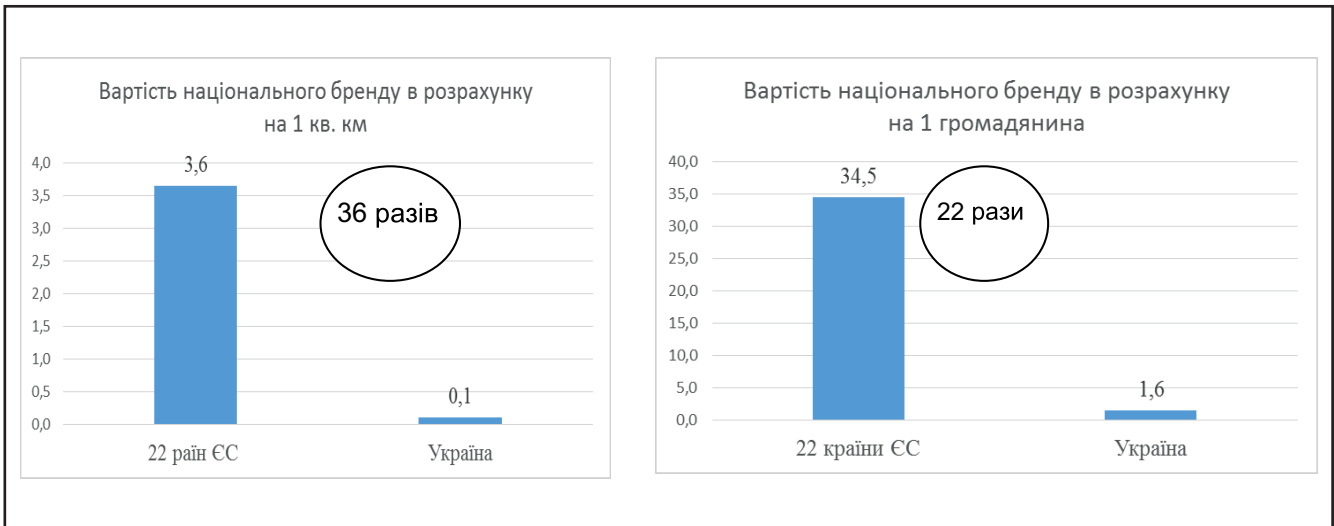 Вартість національного бренду в розрахунку
на 1 кв. км
4,0
3,5
3,0
2,5
2,0
1,5
1,0
0,5
0,0
3,6
0,1
36 разів
22 раїн ЄС
Україна
Вартість національного бренду в розрахунку
на 1 громадянина
40,0
35,0
30,0
25,0
20,0
15,0
10,0
5,0
0,0
34,5
1,6
22 рази
22 країни ЄС
Україна